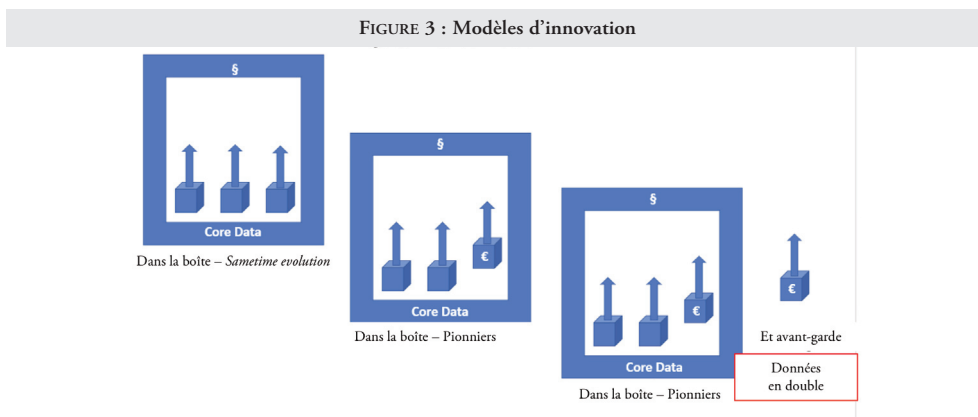 FIGURE 3 : Modèles d’innovation
§
Core Data
Dans la boîte – Sametime evolution
§
€
Core Data
Dans la boîte – Pionniers
§
€
Core Data
Dans la boîte – Pionniers
€
Et avant-garde
Données
en double